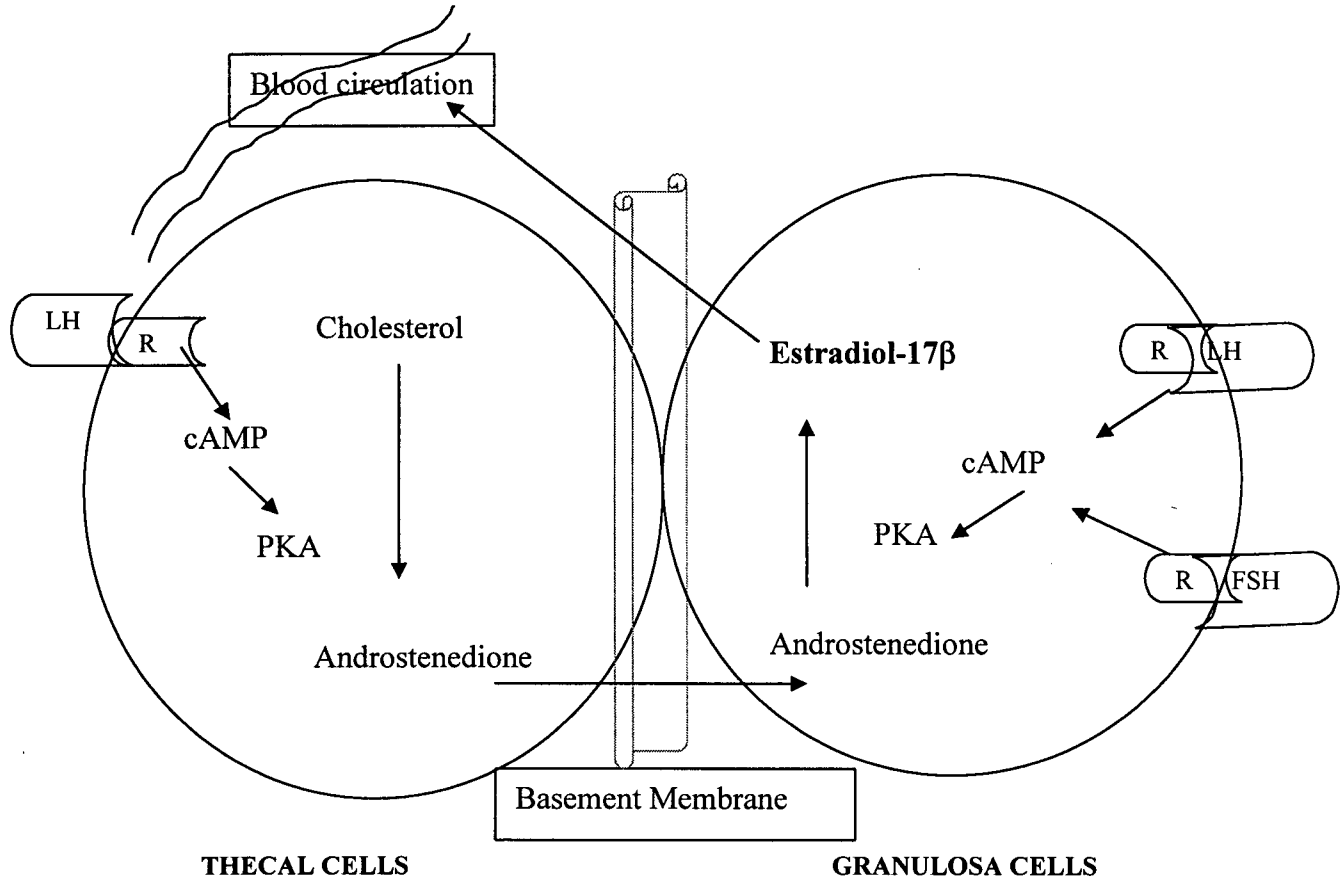 Blood circulation
LH
R
Cholesterol
cAMP
PKA
Androstenedione
Estradiol-17β
R
LH
cAMP
PKA
R
FSH
Androstenedione
Basement Membrane
THECAL CELLS
GRANULOSA CELLS